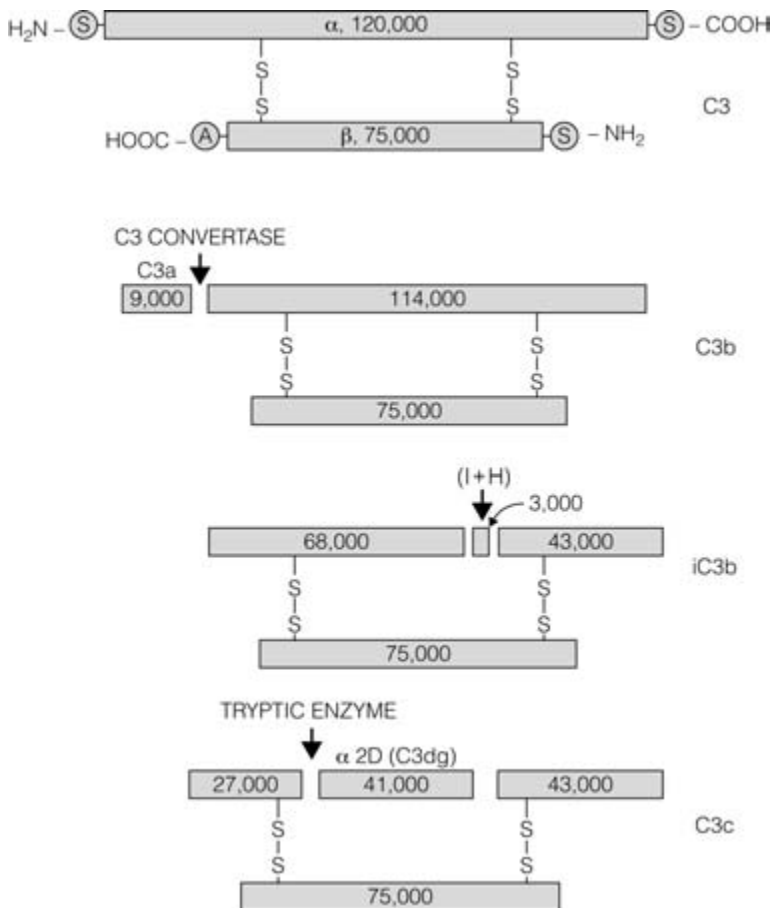 H₂N – S α, 120,000 S – COOH
S S
S S
C3
HOOC – A β, 75,000 S – NH₂
C3 CONVERTASE
C3a
9,000 114,000
S S
S S
C3b
75,000
(I + H)
3,000
68,000 43,000
iC3b
S S
S S
75,000
TRYPTIC ENZYME
α 2D (C3dg)
27,000 41,000 43,000
C3c
S S
S S
75,000